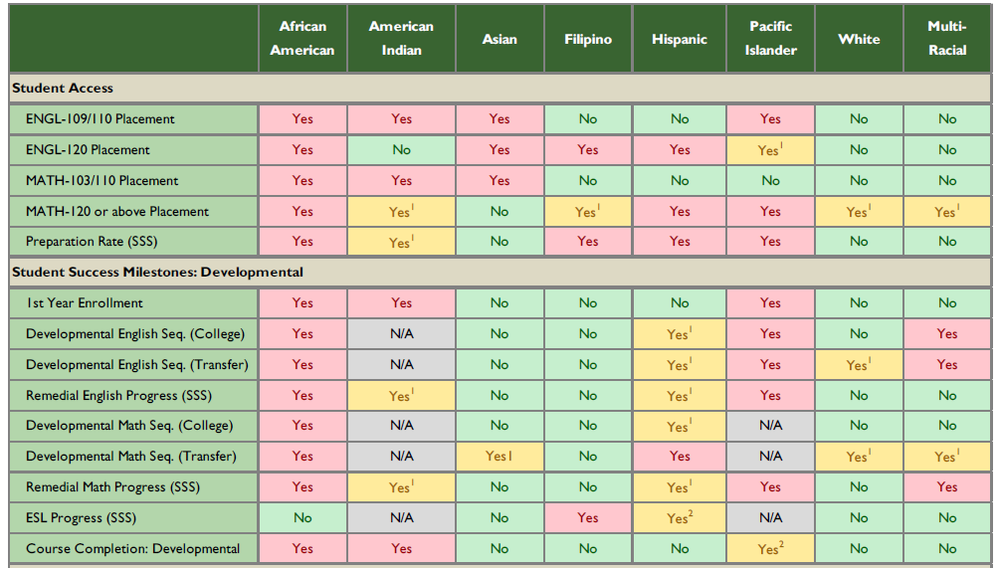 African American American Indian Asian Filipino Hispanic Pacific Islander White Multi-Racial
Student Access
ENGL-109/110 Placement Yes Yes Yes No No Yes No No
ENGL-120 Placement Yes No Yes Yes Yes Yes¹ No No
MATH-103/110 Placement Yes Yes Yes No No No No No
MATH-120 or above Placement Yes Yes¹ No Yes¹ Yes Yes Yes¹ Yes¹
Preparation Rate (SSS) Yes Yes¹ No Yes Yes Yes No No
Student Success Milestones: Developmental
1st Year Enrollment Yes Yes No No No Yes No No
Developmental English Seq. (College) Yes N/A No No Yes¹ Yes No Yes
Developmental English Seq. (Transfer) Yes N/A No No Yes¹ Yes Yes¹ Yes
Remedial English Progress (SSS) Yes Yes¹ No No Yes¹ Yes No No
Developmental Math Seq. (College) Yes N/A No No Yes¹ N/A No No
Developmental Math Seq. (Transfer) Yes N/A Yes1 No Yes N/A Yes¹ Yes¹
Remedial Math Progress (SSS) Yes Yes¹ No No Yes¹ Yes No Yes
ESL Progress (SSS) No N/A No Yes Yes² N/A No No
Course Completion: Developmental Yes Yes No No No Yes² No No